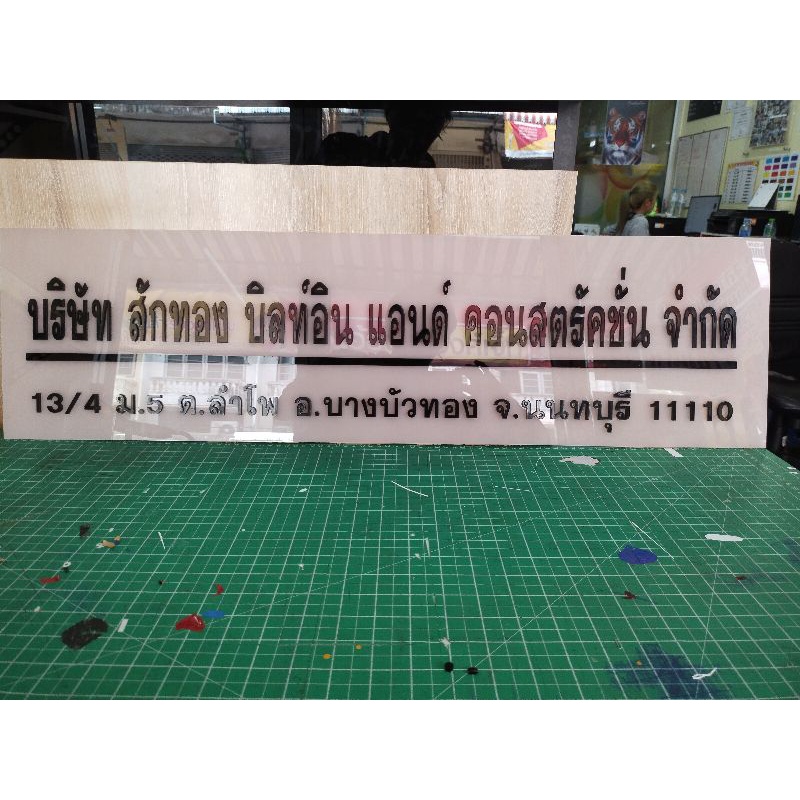 บริษัท สักทอง บิลท์อิน แอนด์ คอนสตรัคชั่น จำกัด
13/4 ม.5 ต.ลำโพ อ.บางบัวทอง จ.นนทบุรี 11110